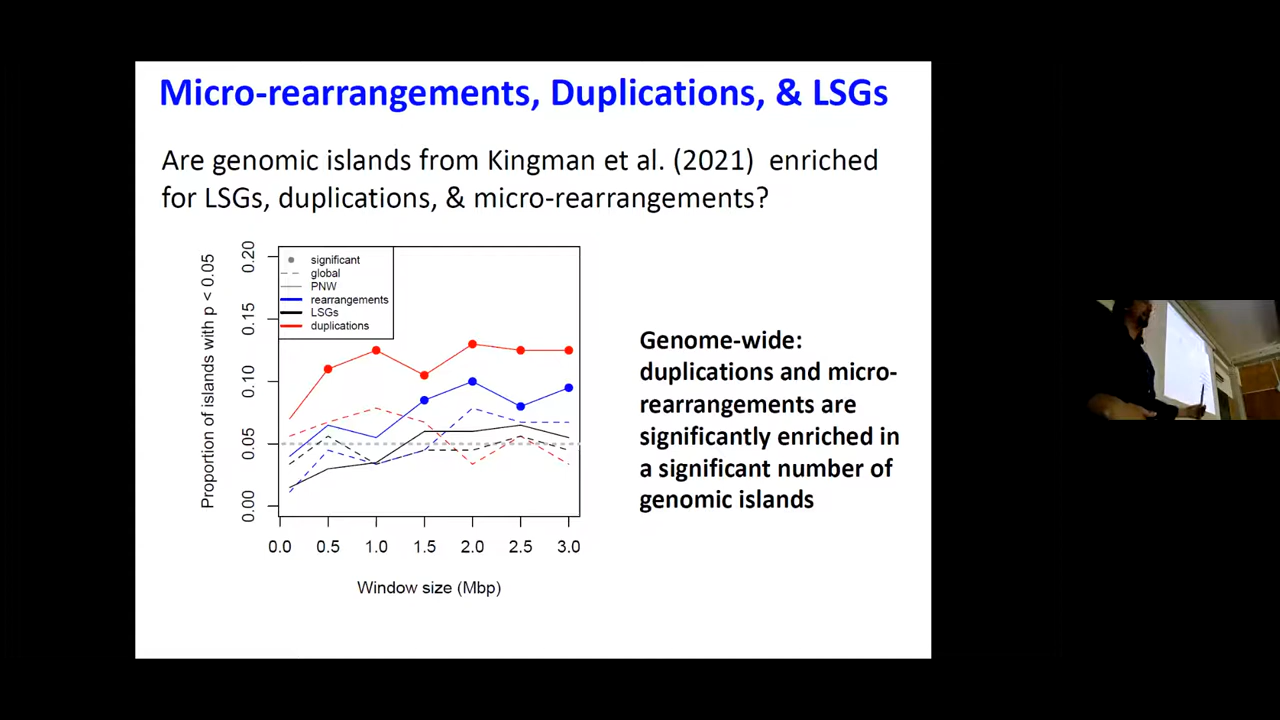 Micro-rearrangements, Duplications, & LSGs
Are genomic islands from Kingman et al. (2021) enriched
for LSGs, duplications, & micro-rearrangements?
Proportion of islands with p < 0.05
0.20
0.15
0.10
0.05
0.00
significant
global
PNW
rearrangements
LSGs
duplications
0.0 0.5 1.0 1.5 2.0 2.5 3.0
Window size (Mbp)
Genome-wide:
duplications and micro-
rearrangements are
significantly enriched in
a significant number of
genomic islands